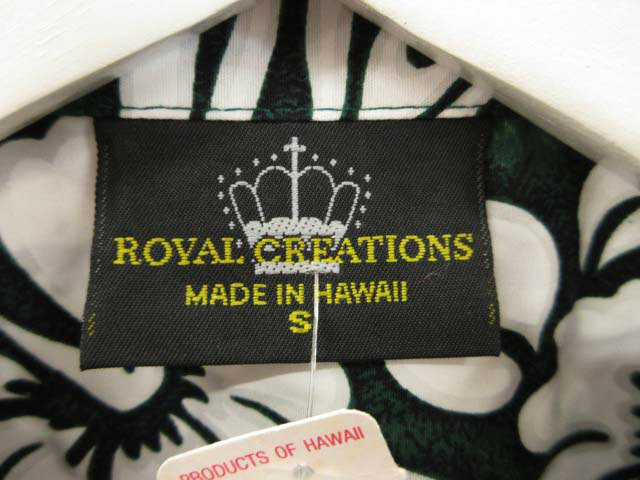 ROYAL CREATIONS
MADE IN HAWAII
S
PRODUCTS OF HAWAII